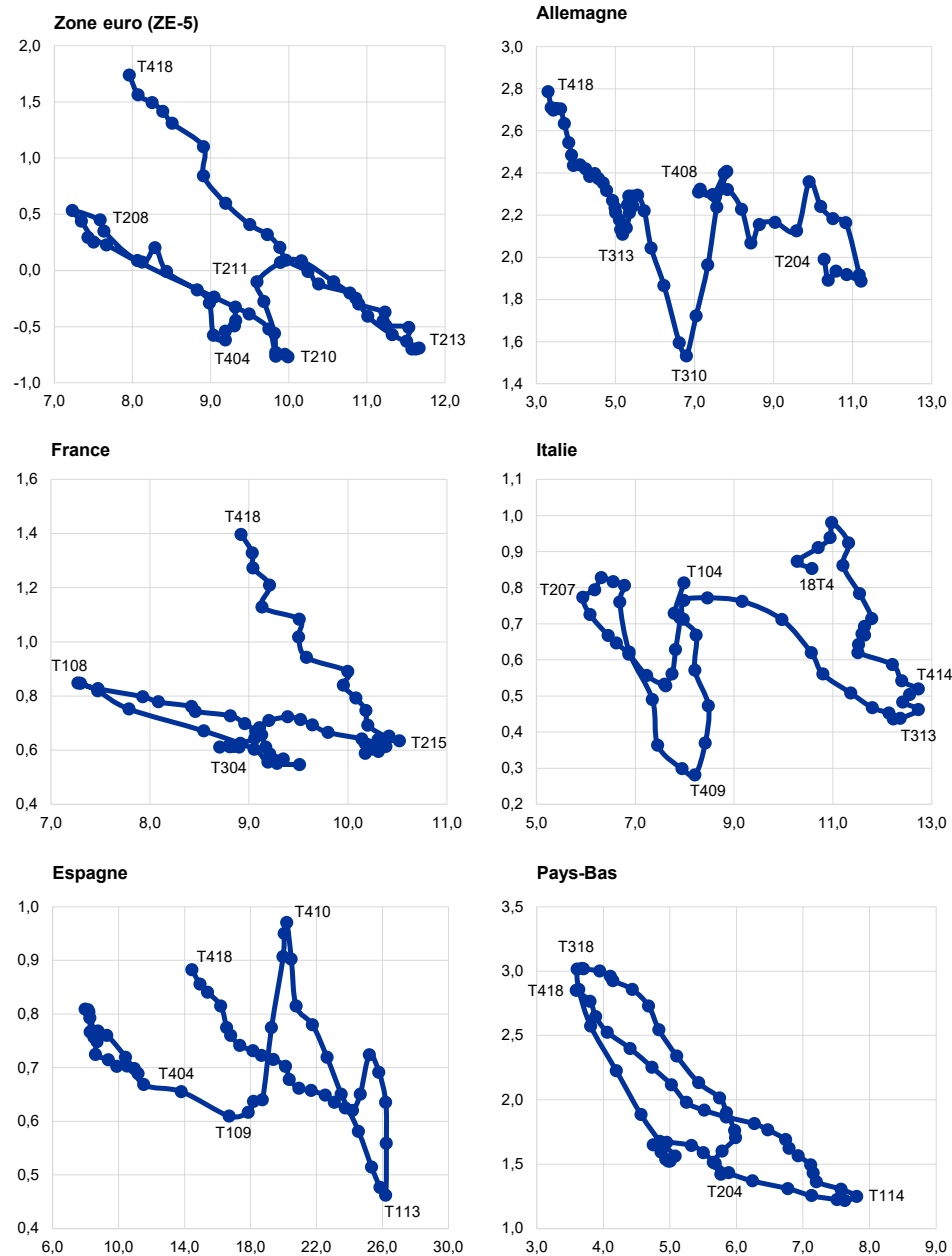 Zone euro (ZE-5)
2,0
1,5
1,0
0,5
0,0
-0,5
-1,0
7,0 8,0 9,0 10,0 11,0 12,0
T418
T208
T211
T404
T210
T213
Allemagne
3,0
2,8
2,6
2,4
2,2
2,0
1,8
1,6
1,4
3,0 5,0 7,0 9,0 11,0 13,0
T418
T408
T313
T204
T310
France
1,6
1,4
1,2
1,0
0,8
0,6
0,4
7,0 8,0 9,0 10,0 11,0
T418
T108
T304
T215
Italie
1,1
1,0
0,9
0,8
0,7
0,6
0,5
0,4
0,3
0,2
5,0 7,0 9,0 11,0 13,0
T207
T104
18T4
T414
T313
T409
Espagne
1,0
0,9
0,8
0,7
0,6
0,5
0,4
6,0 10,0 14,0 18,0 22,0 26,0 30,0
T410
T418
T404
T109
T113
Pays-Bas
3,5
3,0
2,5
2,0
1,5
1,0
3,0 4,0 5,0 6,0 7,0 8,0 9,0
T318
T418
T204
T114